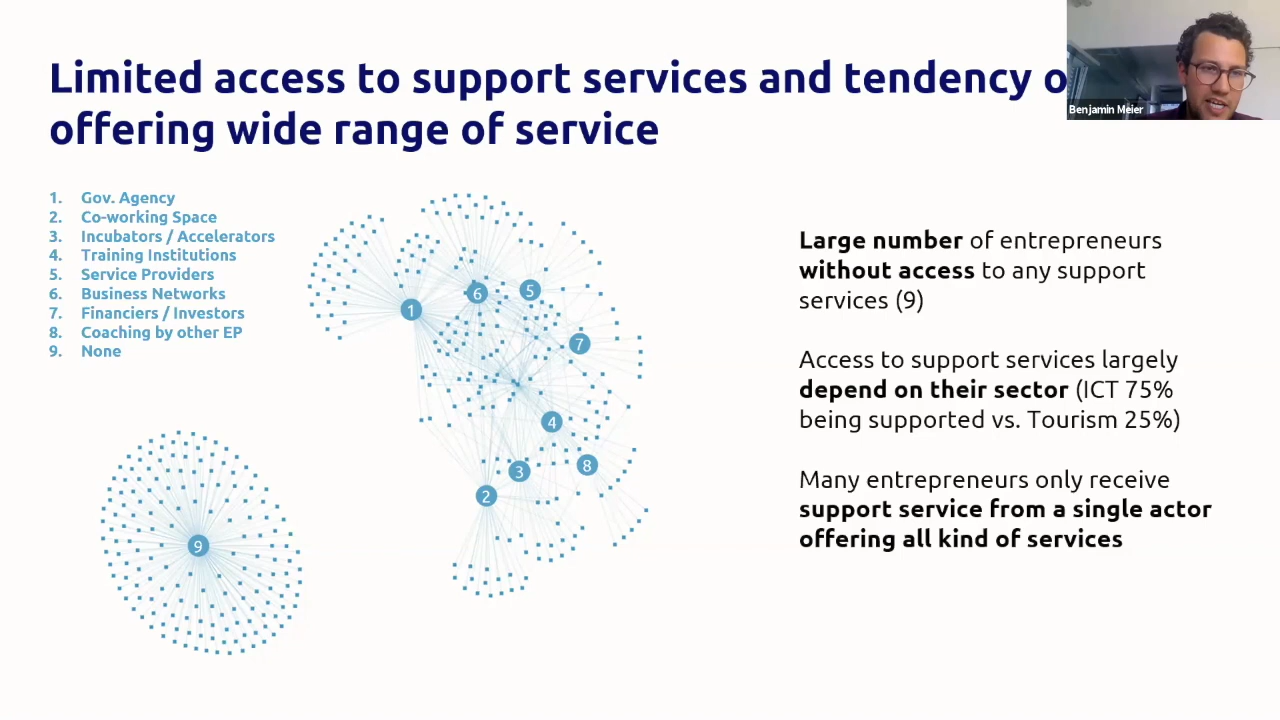 Limited access to support services and tendency o
offering wide range of service
Benjamin Meier
1. Gov. Agency
2. Co-working Space
3. Incubators / Accelerators
4. Training Institutions
5. Service Providers
6. Business Networks
7. Financiers / Investors
8. Coaching by other EP
9. None
6
5
1
7
4
8
3
2
9
Large number of entrepreneurs
without access to any support
services (9)
Access to support services largely
depend on their sector (ICT 75%
being supported vs. Tourism 25%)
Many entrepreneurs only receive
support service from a single actor
offering all kind of services